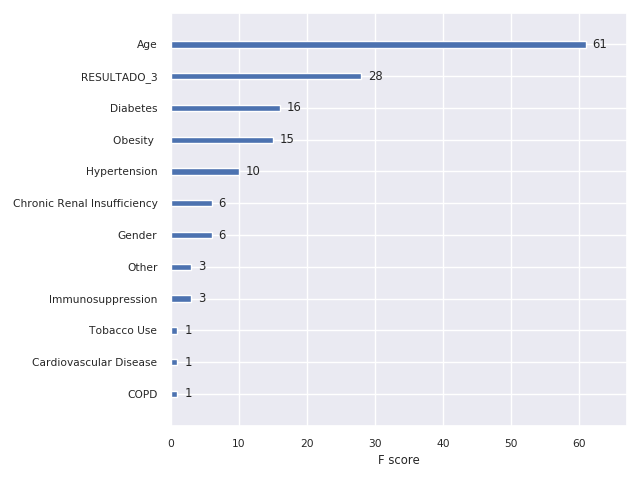 Age 61
RESULTADO_3 28
Diabetes 16
Obesity 15
Hypertension 10
Chronic Renal Insufficiency 6
Gender 6
Other 3
Immunosuppression 3
Tobacco Use 1
Cardiovascular Disease 1
COPD 1
0 10 20 30 40 50 60
F score